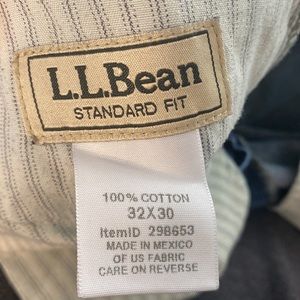 L.L.Bean
STANDARD FIT
100% COTTON
32X30
ItemID 298653
MADE IN MEXICO
OF US FABRIC
CARE ON REVERSE